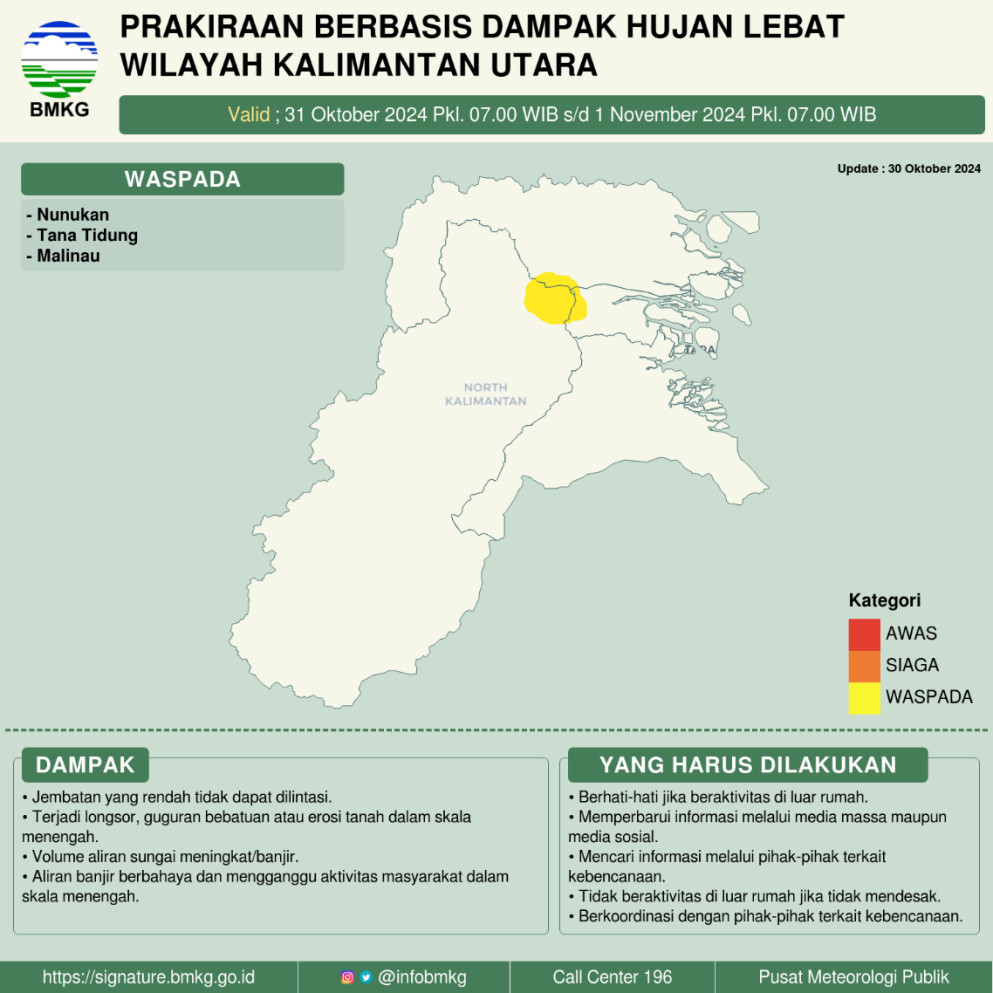 PRAKIRAAN BERBASIS DAMPAK HUJAN LEBAT
WILAYAH KALIMANTAN UTARA
BMKG
Valid ; 31 Oktober 2024 Pkl. 07.00 WIB s/d 1 November 2024 Pkl. 07.00 WIB
Update : 30 Oktober 2024
WASPADA
- Nunukan
- Tana Tidung
- Malinau
NORTH
KALIMANTAN
Kategori
AWAS
SIAGA
WASPADA
DAMPAK
• Jembatan yang rendah tidak dapat dilintasi.
• Terjadi longsor, guguran bebatuan atau erosi tanah dalam skala
menengah.
• Volume aliran sungai meningkat/banjir.
• Aliran banjir berbahaya dan mengganggu aktivitas masyarakat dalam
skala menengah.
YANG HARUS DILAKUKAN
• Berhati-hati jika beraktivitas di luar rumah.
• Memperbarui informasi melalui media massa maupun
media sosial.
• Mencari informasi melalui pihak-pihak terkait
kebencanaan.
• Tidak beraktivitas di luar rumah jika tidak mendesak.
• Berkoordinasi dengan pihak-pihak terkait kebencanaan.
https://signature.bmkg.go.id
@infobmkg
Call Center 196
Pusat Meteorologi Publik